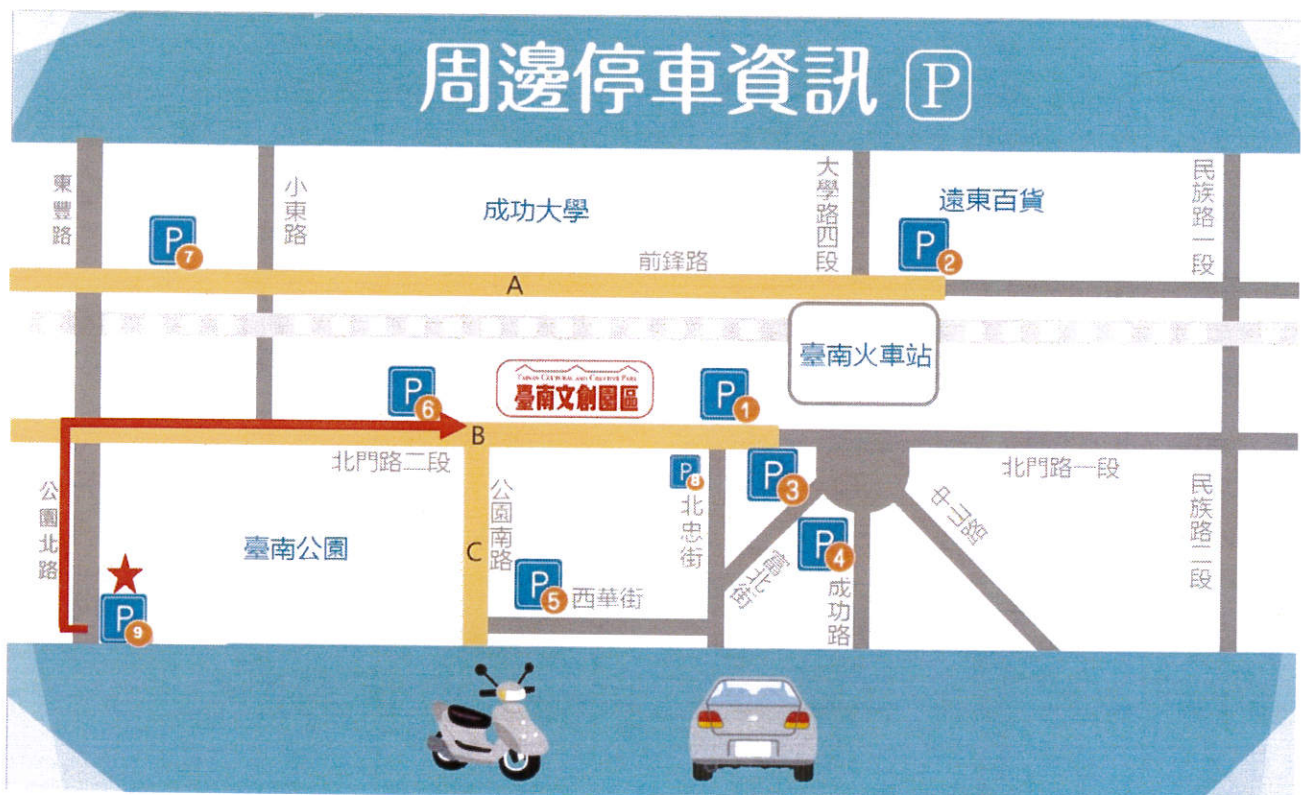 周邊停車資訊 P
東豐路
小東路
成功大學
大學路四段
遠東百貨
民族路一段
P 7
P 2
前鋒路
A
臺南火車站
TAINAN CULTURAL AND CREATIVE PARK
臺南文創園區
P 6
P 1
B
北門路二段
北門路一段
P 8
P 3
公園北路
臺南公園
公園南路
北忠街
中山路
民族路二段
C
P 4
富北街
成功路
P 5
西華街
P 9